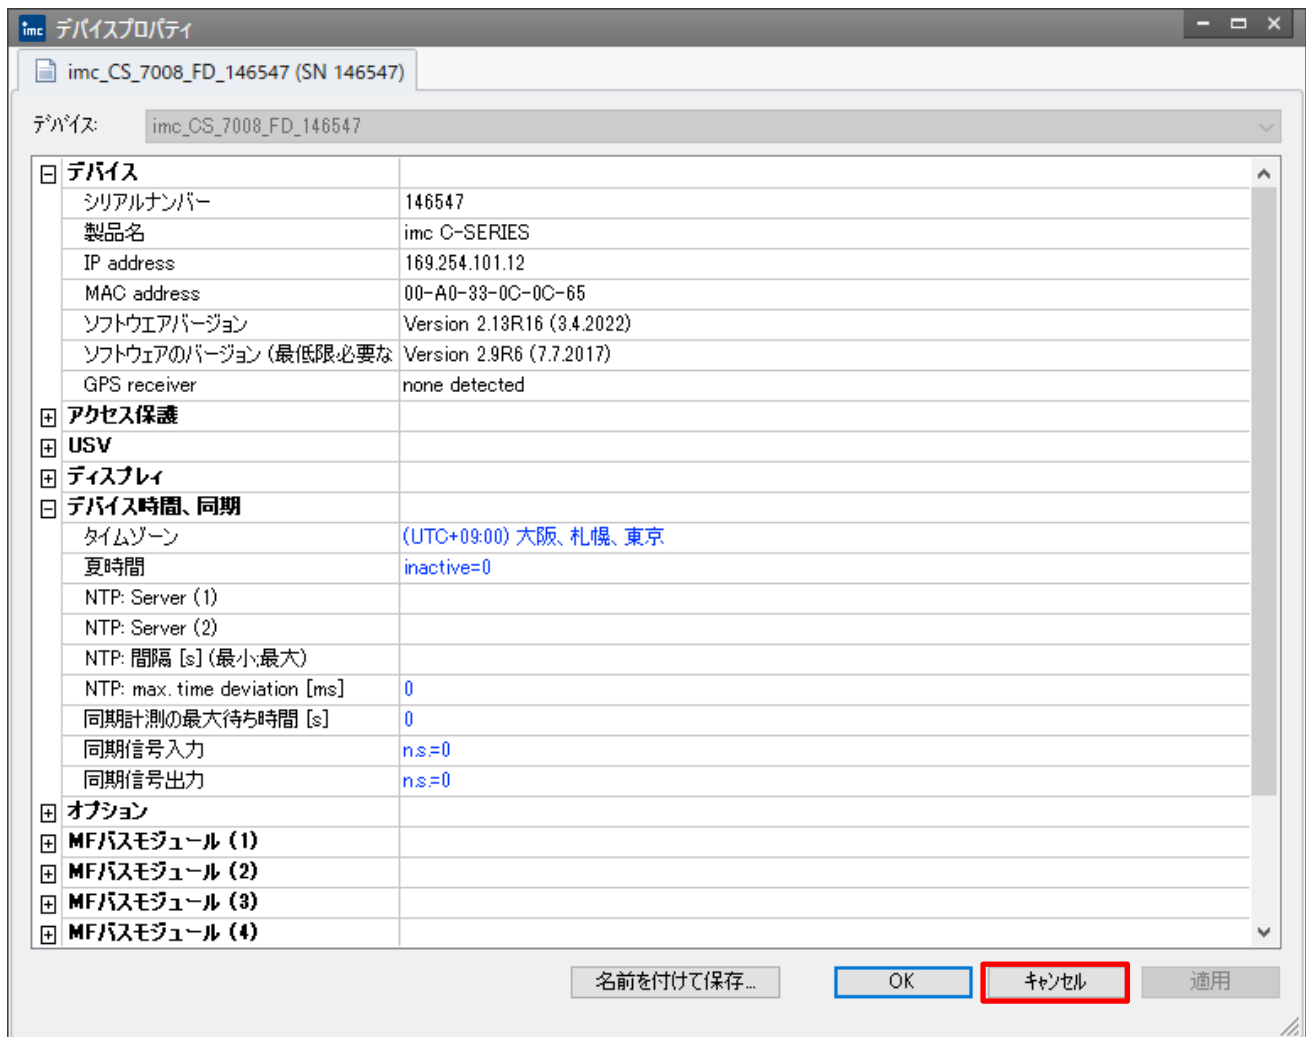 imc デバイスプロパティ
imc_CS_7008_FD_146547 (SN 146547)
デバイス: imc_CS_7008_FD_146547
デバイス
シリアルナンバー 146547
製品名 imc C-SERIES
IP address 169.254.101.12
MAC address 00-A0-33-0C-0C-65
ソフトウエアバージョン Version 2.13R16 (3.4.2022)
ソフトウェアのバージョン (最低限必要な Version 2.9R6 (7.7.2017)
GPS receiver none detected
アクセス保護
USV
ディスプレイ
デバイス時間、同期
タイムゾーン (UTC+09:00) 大阪、札幌、東京
夏時間 inactive=0
NTP: Server (1)
NTP: Server (2)
NTP: 間隔 [s] (最小;最大)
NTP: max. time deviation [ms] 0
同期計測の最大待ち時間 [s] 0
同期信号入力 n.s.=0
同期信号出力 n.s.=0
オプション
MFバスモジュール (1)
MFバスモジュール (2)
MFバスモジュール (3)
MFバスモジュール (4)
名前を付けて保存... OK キャンセル 適用